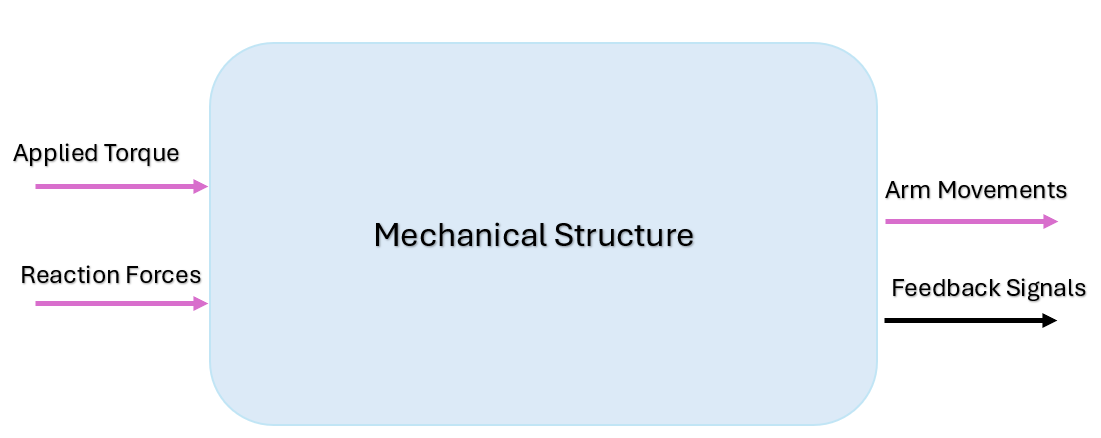 Applied Torque
Reaction Forces
Mechanical Structure
Arm Movements
Feedback Signals